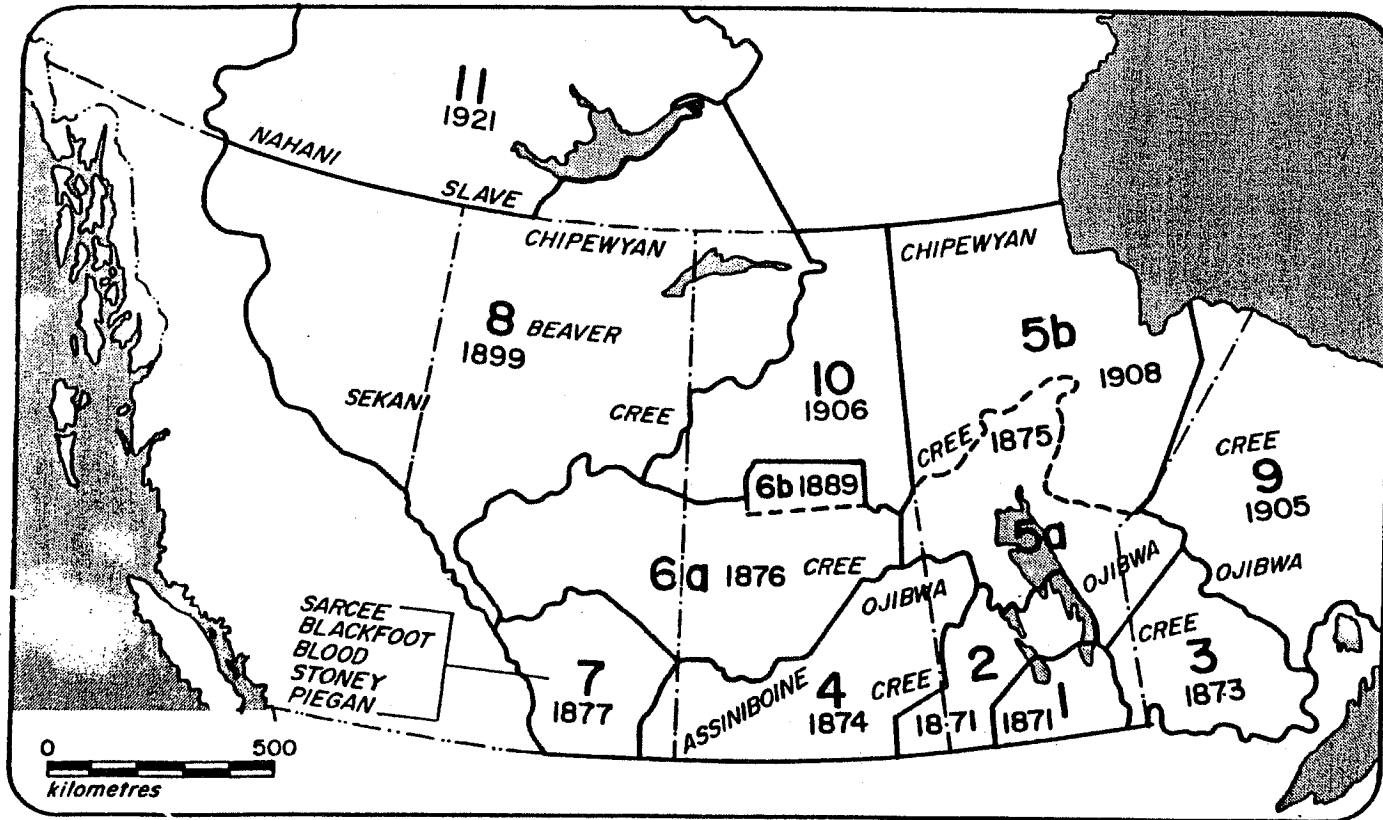 11
1921
NAHANI
SLAVE
CHIPEWYAN
CHIPEWYAN
8 BEAVER
1899
5b
1908
10
1906
SEKANI
CREE
CREE
1875
CREE
9
1905
6b 1889
5a
6a 1876 CREE
OJIBWA
OJIBWA
OJIBWA
SARCEE
BLACKFOOT
BLOOD
STONEY
PIEGAN
7
1877
ASSINIBOINE
4
1874
CREE
2
1871
1871 1
CREE
3
1873
0 500
kilometres